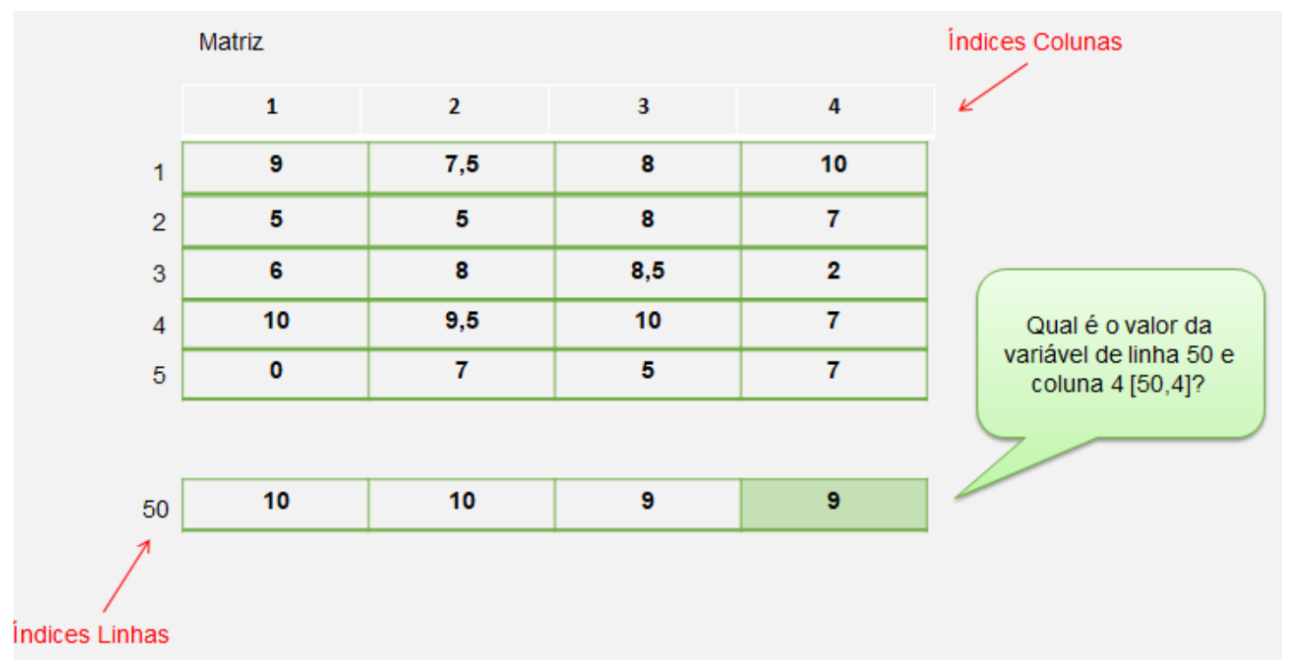 Matriz
Índices Colunas
1 2 3 4
1 9 7,5 8 10
2 5 5 8 7
3 6 8 8,5 2
4 10 9,5 10 7
5 0 7 5 7
Qual é o valor da
variável de linha 50 e
coluna 4 [50,4]?
50 10 10 9 9
Índices Linhas